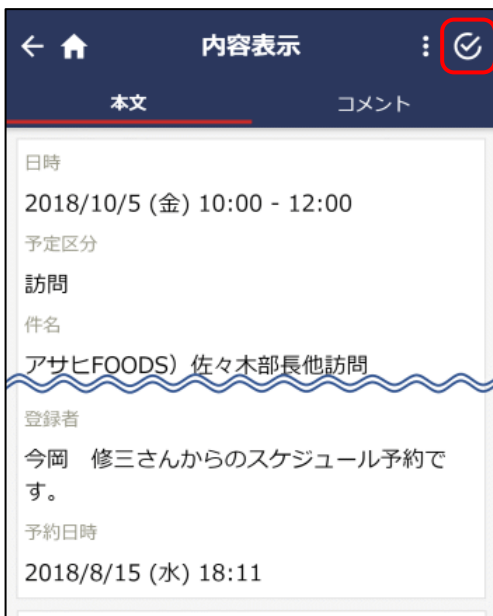 内容表示
本文 コメント
日時
2018/10/5 (金) 10:00 - 12:00
予定区分
訪問
件名
アサヒFOODS）佐々木部長他訪問
登録者
今岡　修三さんからのスケジュール予約で
す。
予約日時
2018/8/15 (水) 18:11